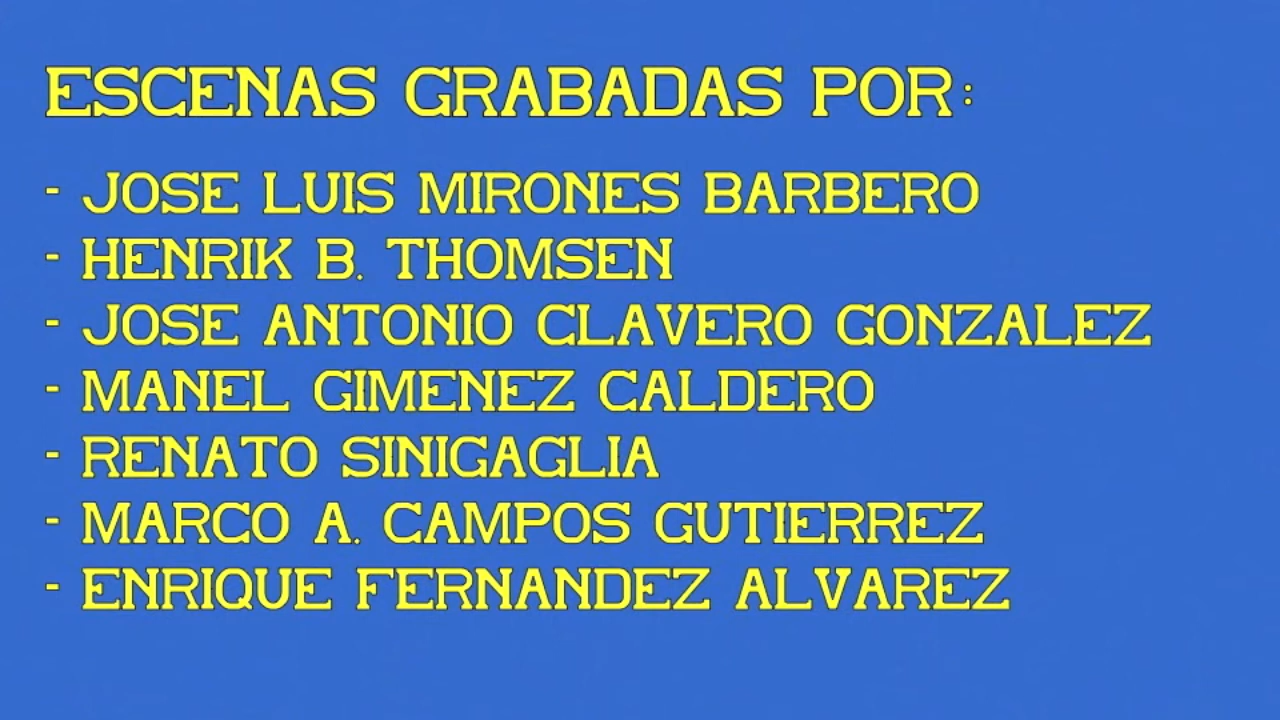 ESCENAS GRABADAS POR:
- JOSE LUIS MIRONES BARBERO
- HENRIK B. THOMSEN
- JOSE ANTONIO CLAVERO GONZALEZ
- MANEL GIMENEZ CALDERO
- RENATO SINIGAGLIA
- MARCO A. CAMPOS GUTIERREZ
- ENRIQUE FERNANDEZ ALVAREZ